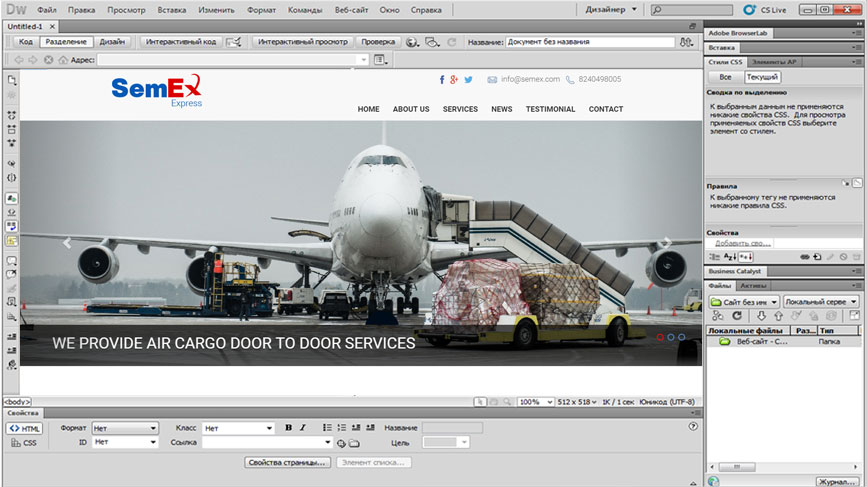 Dw Файл Правка Просмотр Вставка Изменить Формат Команды Веб-сайт Окно Справка Дизайнер CS Live
Untitled-1
Код Разделение Дизайн Интерактивный код Интерактивный просмотр Проверка Название: Документ без названия
Адрес:
SemEx
Express
info@semex.com 8240498005
HOME ABOUT US SERVICES NEWS TESTIMONIAL CONTACT
WE PROVIDE AIR CARGO DOOR TO DOOR SERVICES
<body> 100% 512 x 518 1K / 1 сек Юникод (UTF-8)
Свойства
<> HTML Формат Нет Класс Нет B I Название
CSS ID Нет Ссылка Цель
Свойства страницы... Элемент списка...
Adobe BrowserLab
Вставка
Стили CSS Элементы AP
Все Текущий
Сводка по выделению
К выбранным данным не применяются
никакие свойства CSS. Для просмотра
применяемых свойств CSS выберите
элемент со стилем.
Правила
К выбранному тегу не применяются
никакие правила CSS.
Свойства
Добавить сво...
Business Catalyst
Файлы Активы
Сайт без им Локальный серве
Локальные файлы Раз... Тип
Веб-сайт - С... Папка
Журнал...